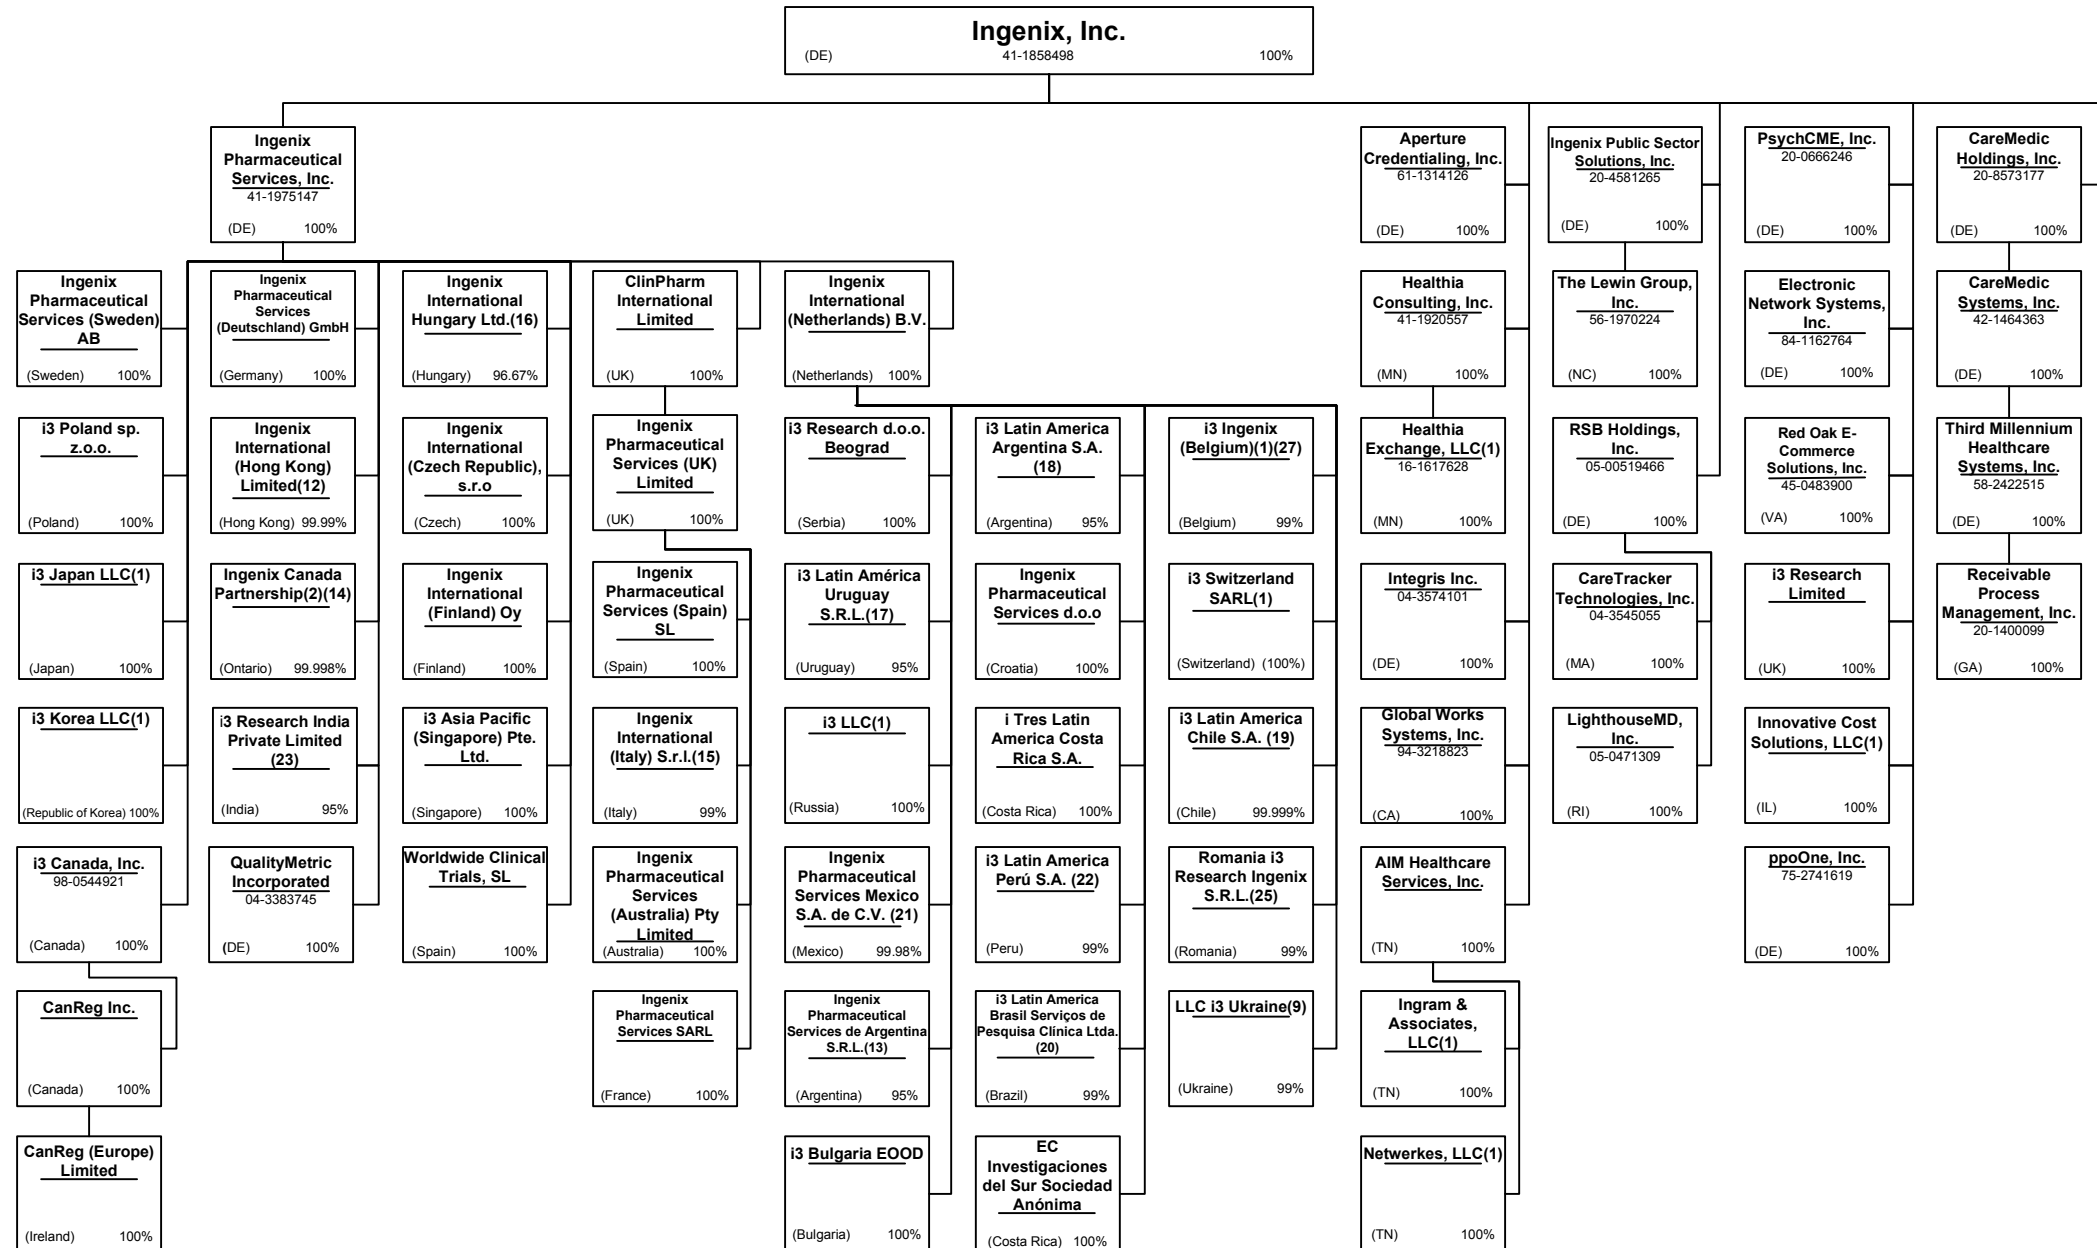 Ingenix, Inc.
41-1858498
(DE) 100%
Ingenix
Pharmaceutical
Services, Inc.
41-1975147
(DE) 100%
Aperture
Credentialing, Inc.
61-1314126
(DE) 100%
Ingenix Public Sector
Solutions, Inc.
20-4581265
(DE) 100%
PsychCME, Inc.
20-0666246
(DE) 100%
CareMedic
Holdings, Inc.
20-8573177
(DE) 100%
Ingenix
Pharmaceutical
Services (Sweden)
AB
(Sweden) 100%
Ingenix
Pharmaceutical
Services
(Deutschland) GmbH
(Germany) 100%
Ingenix
International
Hungary Ltd.(16)
(Hungary) 96.67%
ClinPharm
International
Limited
(UK) 100%
Ingenix
International
(Netherlands) B.V.
(Netherlands) 100%
Healthia
Consulting, Inc.
41-1920557
(MN) 100%
The Lewin Group,
Inc.
56-1970224
(NC) 100%
Electronic
Network Systems,
Inc.
84-1162764
(DE) 100%
CareMedic
Systems, Inc.
42-1464363
(DE) 100%
i3 Poland sp.
z.o.o.
(Poland) 100%
Ingenix
International
(Hong Kong)
Limited(12)
(Hong Kong) 99.99%
Ingenix
International
(Czech Republic),
s.r.o
(Czech) 100%
Ingenix
Pharmaceutical
Services (UK)
Limited
(UK) 100%
i3 Research d.o.o.
Beograd
(Serbia) 100%
i3 Latin America
Argentina S.A.
(18)
(Argentina) 95%
i3 Ingenix
(Belgium)(1)(27)
(Belgium) 99%
Healthia
Exchange, LLC(1)
16-1617628
(MN) 100%
RSB Holdings,
Inc.
05-00519466
(DE) 100%
Red Oak E-
Commerce
Solutions, Inc.
45-0483900
(VA) 100%
Third Millennium
Healthcare
Systems, Inc.
58-2422515
(DE) 100%
i3 Japan LLC(1)
(Japan) 100%
Ingenix Canada
Partnership(2)(14)
(Ontario) 99.998%
Ingenix
International
(Finland) Oy
(Finland) 100%
Ingenix
Pharmaceutical
Services (Spain)
SL
(Spain) 100%
i3 Latin América
Uruguay
S.R.L.(17)
(Uruguay) 95%
Ingenix
Pharmaceutical
Services d.o.o
(Croatia) 100%
i3 Switzerland
SARL(1)
(Switzerland) (100%)
Integris Inc.
04-3574101
(DE) 100%
CareTracker
Technologies, Inc.
04-3545055
(MA) 100%
i3 Research
Limited
(UK) 100%
Receivable
Process
Management, Inc.
20-1400099
(GA) 100%
i3 Korea LLC(1)
(Republic of Korea) 100%
i3 Research India
Private Limited
(23)
(India) 95%
i3 Asia Pacific
(Singapore) Pte.
Ltd.
(Singapore) 100%
Ingenix
International
(Italy) S.r.l.(15)
(Italy) 99%
i3 LLC(1)
(Russia) 100%
i Tres Latin
America Costa
Rica S.A.
(Costa Rica) 100%
i3 Latin America
Chile S.A. (19)
(Chile) 99.999%
Global Works
Systems, Inc.
94-3218823
(CA) 100%
LighthouseMD,
Inc.
05-0471309
(RI) 100%
Innovative Cost
Solutions, LLC(1)
(IL) 100%
i3 Canada, Inc.
98-0544921
(Canada) 100%
QualityMetric
Incorporated
04-3383745
(DE) 100%
Worldwide Clinical
Trials, SL
(Spain) 100%
Ingenix
Pharmaceutical
Services
(Australia) Pty
Limited
(Australia) 100%
Ingenix
Pharmaceutical
Services Mexico
S.A. de C.V. (21)
(Mexico) 99.98%
i3 Latin America
Perú S.A. (22)
(Peru) 99%
Romania i3
Research Ingenix
S.R.L.(25)
(Romania) 99%
AIM Healthcare
Services, Inc.
(TN) 100%
ppoOne, Inc.
75-2741619
(DE) 100%
CanReg Inc.
(Canada) 100%
Ingenix
Pharmaceutical
Services SARL
(France) 100%
Ingenix
Pharmaceutical
Services de Argentina
S.R.L.(13)
(Argentina) 95%
i3 Latin America
Brasil Serviços de
Pesquisa Clínica Ltda.
(20)
(Brazil) 99%
LLC i3 Ukraine(9)
(Ukraine) 99%
Ingram &
Associates,
LLC(1)
(TN) 100%
CanReg (Europe)
Limited
(Ireland) 100%
i3 Bulgaria EOOD
(Bulgaria) 100%
EC
Investigaciones
del Sur Sociedad
Anónima
(Costa Rica) 100%
Netwerkes, LLC(1)
(TN) 100%